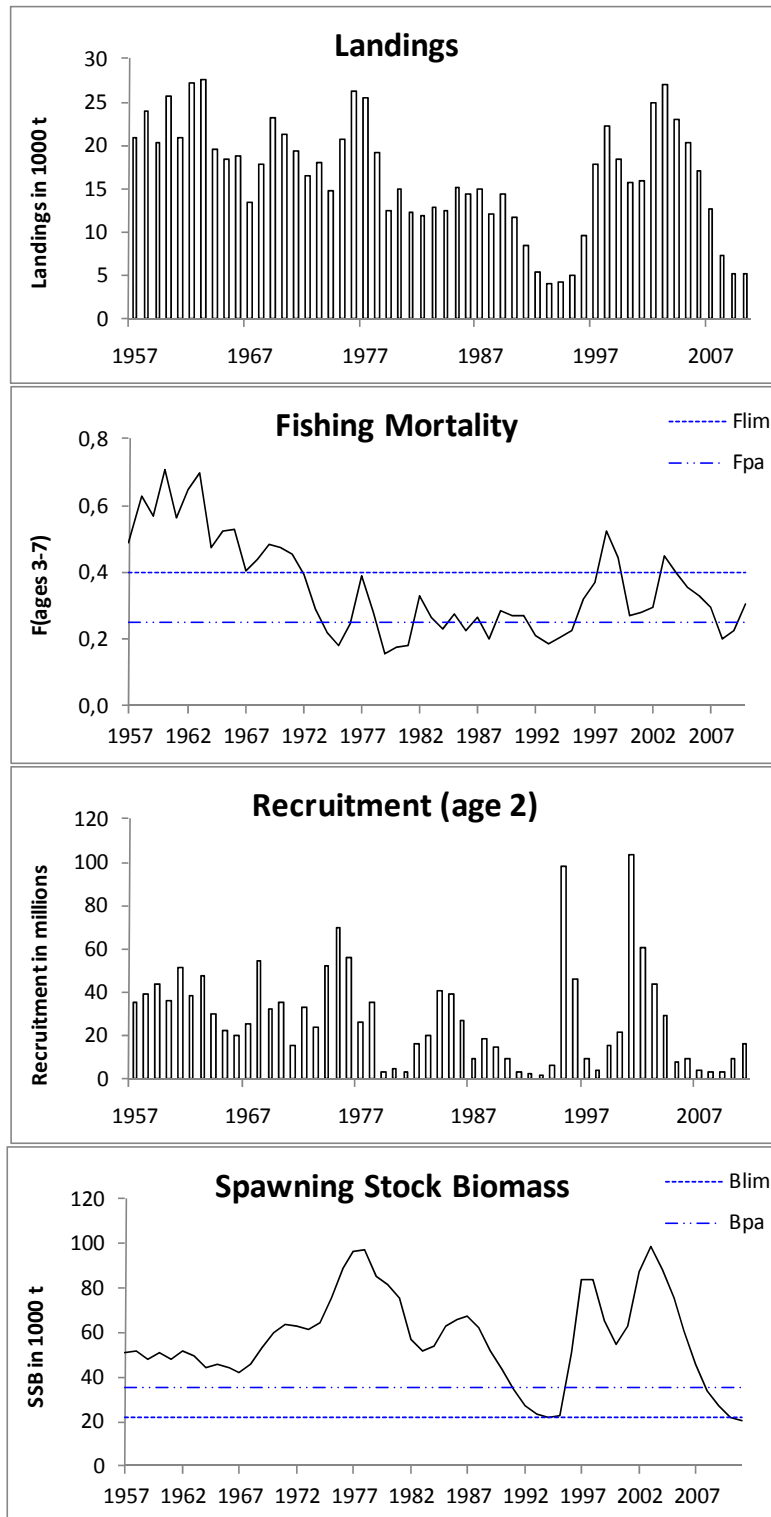 Landings
Landings in 1000 t
30
25
20
15
10
5
0
1957 1967 1977 1987 1997 2007
Fishing Mortality
Flim
Fpa
F(ages 3-7)
0,8
0,6
0,4
0,2
0,0
1957 1962 1967 1972 1977 1982 1987 1992 1997 2002 2007
Recruitment (age 2)
Recruitment in millions
120
100
80
60
40
20
0
1957 1967 1977 1987 1997 2007
Spawning Stock Biomass
Blim
Bpa
SSB in 1000 t
120
100
80
60
40
20
0
1957 1962 1967 1972 1977 1982 1987 1992 1997 2002 2007